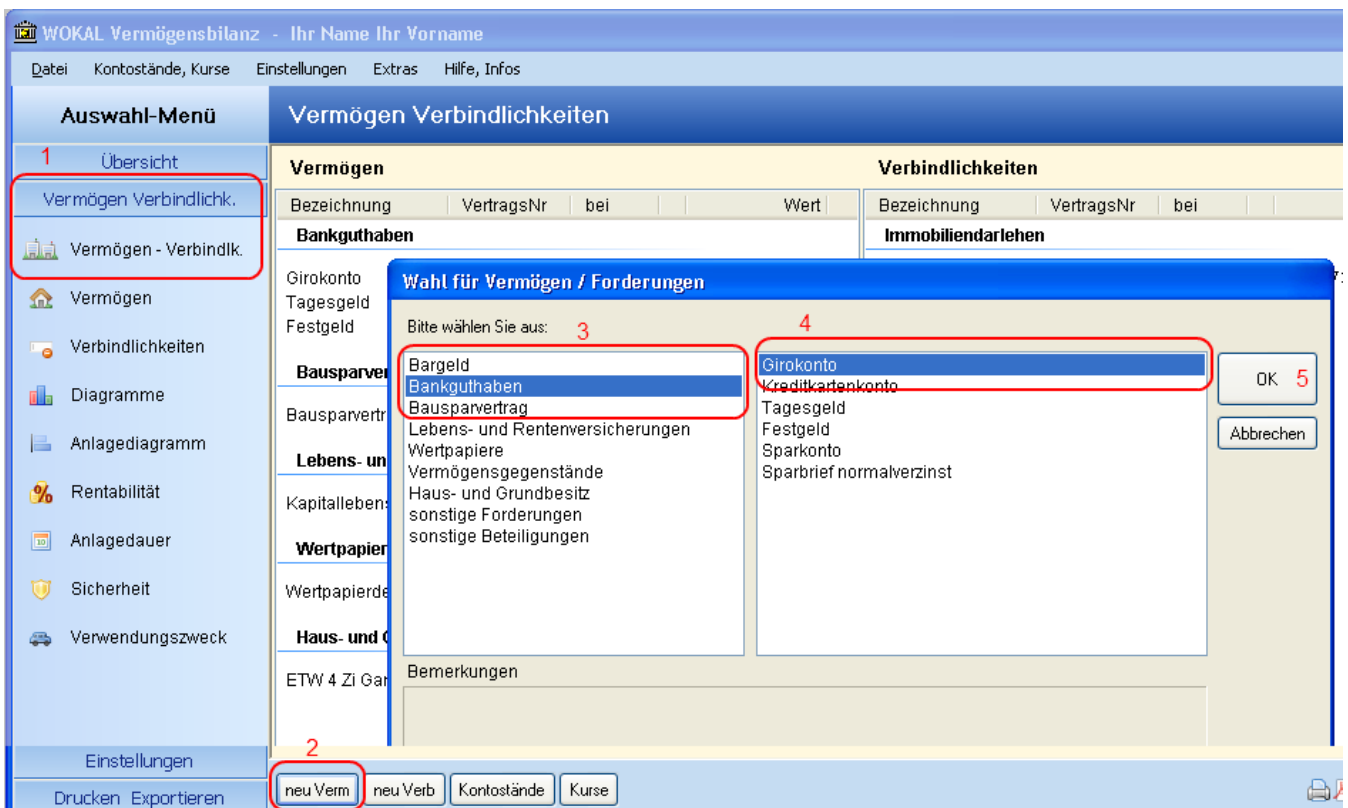 WOKAL Vermögensbilanz - Ihr Name Ihr Vorname
Datei Kontostände, Kurse Einstellungen Extras Hilfe, Infos
Auswahl-Menü
Vermögen Verbindlichkeiten
1
Übersicht
Vermögen Verbindlichk.
Vermögen - Verbindlk.
Vermögen
Verbindlichkeiten
Diagramme
Anlagediagramm
Rentabilität
Anlagedauer
Sicherheit
Verwendungszweck
Einstellungen
Drucken Exportieren
Vermögen
Bezeichnung VertragsNr bei Wert
Bankguthaben
Girokonto
Tagesgeld
Festgeld
Bausparver
Bausparvertr
Lebens- un
Kapitalleben
Wertpapier
Wertpapierde
Haus- und
ETW 4 Zi Gar
Verbindlichkeiten
Bezeichnung VertragsNr bei
Immobiliendarlehen
Wahl für Vermögen / Forderungen
Bitte wählen Sie aus:
3
Bargeld
Bankguthaben
Bausparvertrag
Lebens- und Rentenversicherungen
Wertpapiere
Vermögensgegenstände
Haus- und Grundbesitz
sonstige Forderungen
sonstige Beteiligungen
4
Girokonto
Kreditkartenkonto
Tagesgeld
Festgeld
Sparkonto
Sparbrief normalverzinst
OK 5
Abbrechen
Bemerkungen
2
neu Verm neu Verb Kontostände Kurse